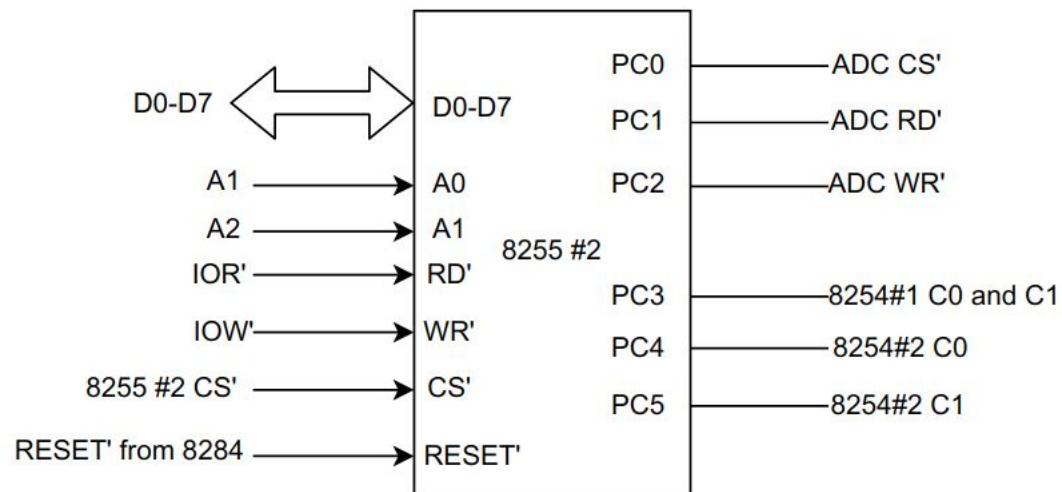 PC0 ADC CS'
D0-D7 D0-D7
PC1 ADC RD'
A1 A0 PC2 ADC WR'
A2 A1
8255 #2
IOR' RD'
PC3 8254#1 C0 and C1
IOW' WR'
PC4 8254#2 C0
8255 #2 CS' CS'
PC5 8254#2 C1
RESET' from 8284 RESET'